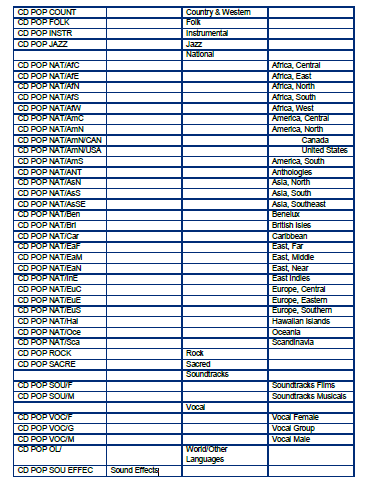 CD POP COUNT Country & Western
CD POP FOLK Folk
CD POP INSTR Instrumental
CD POP JAZZ Jazz
National
CD POP NAT/AfC Africa, Central
CD POP NAT/AfE Africa, East
CD POP NAT/AfN Africa, North
CD POP NAT/AfS Africa, South
CD POP NAT/AfW Africa, West
CD POP NAT/AmC America, Central
CD POP NAT/AmN America, North
CD POP NAT/AmN/CAN Canada
CD POP NAT/AmN/USA United States
CD POP NAT/AmS America, South
CD POP NAT/ANT Anthologies
CD POP NAT/AsN Asia, North
CD POP NAT/AsS Asia, South
CD POP NAT/AsSE Asia, Southeast
CD POP NAT/Ben Benelux
CD POP NAT/Bri British Isles
CD POP NAT/Car Caribbean
CD POP NAT/EaF East, Far
CD POP NAT/EaM East, Middle
CD POP NAT/EaN East, Near
CD POP NAT/InE East Indies
CD POP NAT/EuC Europe, Central
CD POP NAT/EuE Europe, Eastern
CD POP NAT/EuS Europe, Southern
CD POP NAT/Hai Hawaiian Islands
CD POP NAT/Oce Oceania
CD POP NAT/Sca Scandinavia
CD POP ROCK Rock
CD POP SACRE Sacred
Soundtracks
CD POP SOU/F Soundtracks Films
CD POP SOU/M Soundtracks Musicals
Vocal
CD POP VOC/F Vocal Female
CD POP VOC/G Vocal Group
CD POP VOC/M Vocal Male
CD POP OL/ World/Other
Languages
CD POP SOU EFFEC Sound Effects